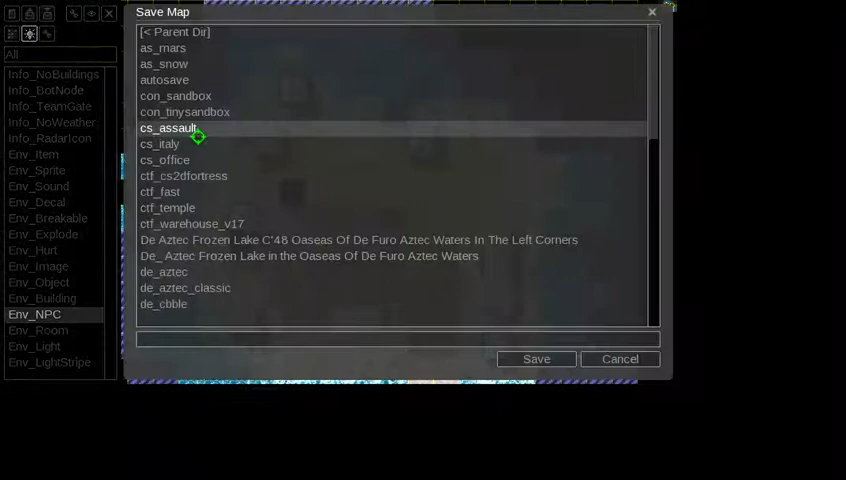 Save Map
All
Info_NoBuildings
Info_BotNode
Info_TeamGate
Info_NoWeather
Info_RadarIcon
Env_Item
Env_Sprite
Env_Sound
Env_Decal
Env_Breakable
Env_Explode
Env_Hurt
Env_Image
Env_Object
Env_Building
Env_NPC
Env_Room
Env_Light
Env_LightStripe
[< Parent Dir]
as_mars
as_snow
autosave
con_sandbox
con_tinysandbox
cs_assault
cs_italy
cs_office
ctf_cs2dfortress
ctf_fast
ctf_temple
ctf_warehouse_v17
De Aztec Frozen Lake C'48 Oaseas Of De Furo Aztec Waters In The Left Corners
De_ Aztec Frozen Lake in the Oaseas Of De Furo Aztec Waters
de_aztec
de_aztec_classic
de_cbble
Save
Cancel